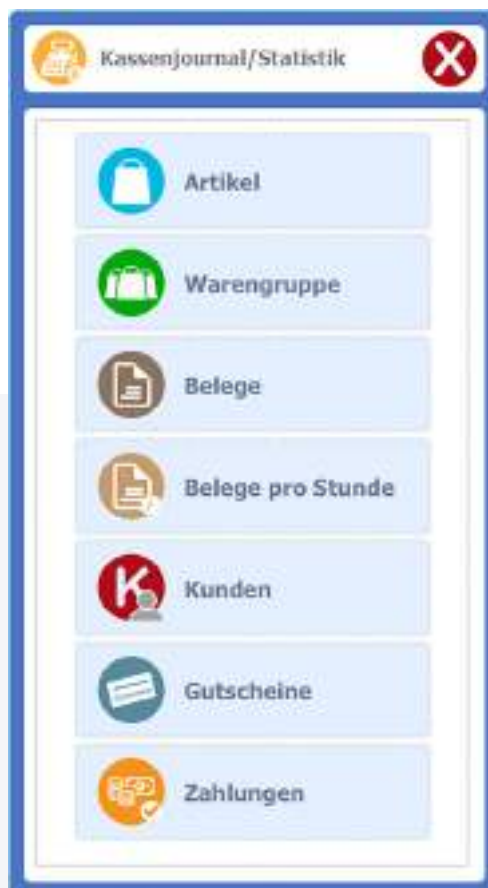 Kassenjournal/Statistik
Artikel
Warengruppe
Belege
Belege pro Stunde
Kunden
Gutscheine
Zahlungen